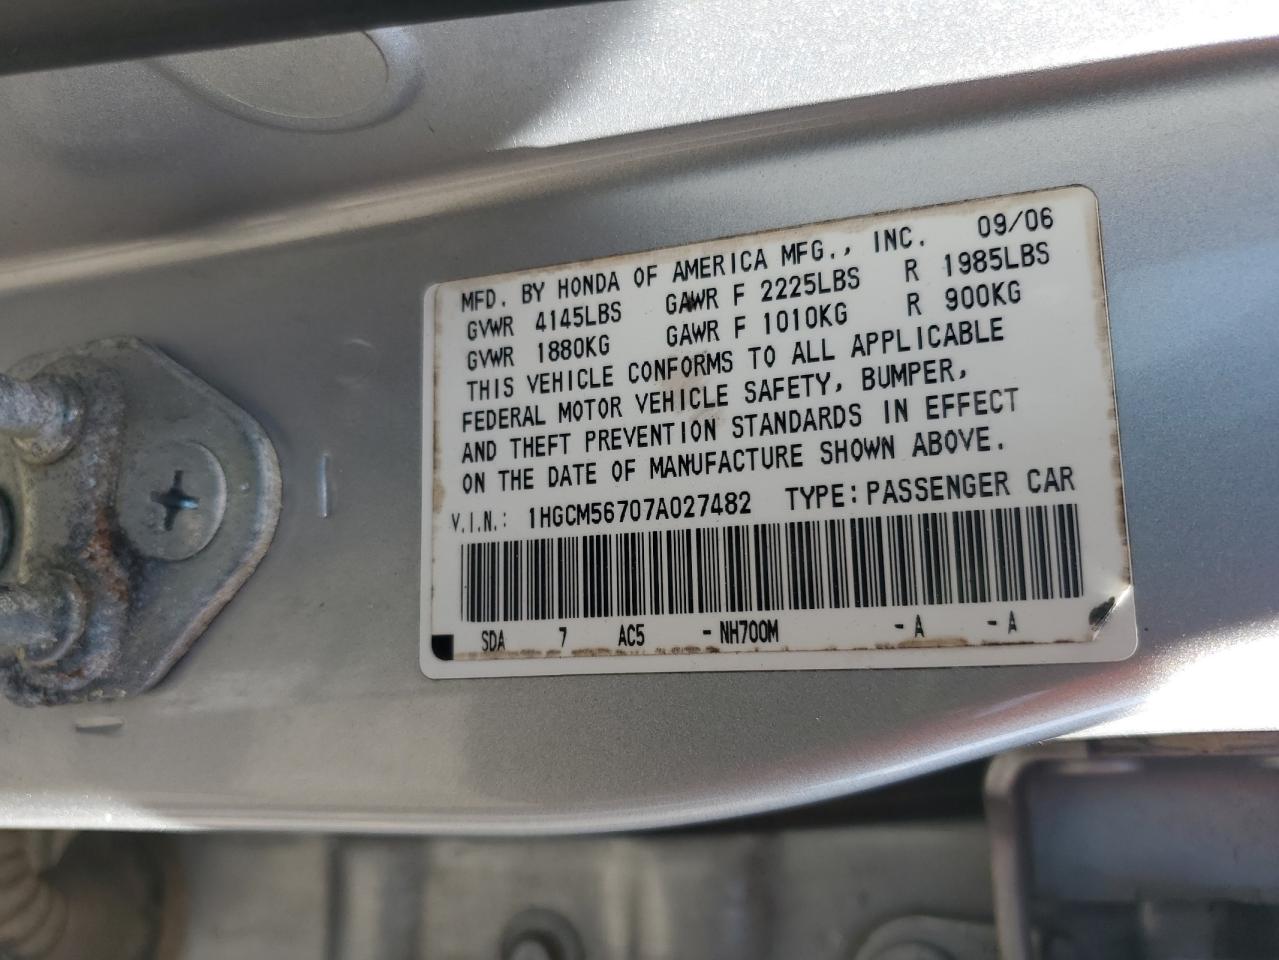 MFD. BY HONDA OF AMERICA MFG., INC. 09/06
GVWR 4145LBS GAWR F 2225LBS R 1985LBS
GVWR 1880KG GAWR F 1010KG R 900KG
THIS VEHICLE CONFORMS TO ALL APPLICABLE
FEDERAL MOTOR VEHICLE SAFETY, BUMPER,
AND THEFT PREVENTION STANDARDS IN EFFECT
ON THE DATE OF MANUFACTURE SHOWN ABOVE.
V.I.N.: 1HGCM56707A027482 TYPE: PASSENGER CAR
SDA 7 AC5 -NH700M -A -A